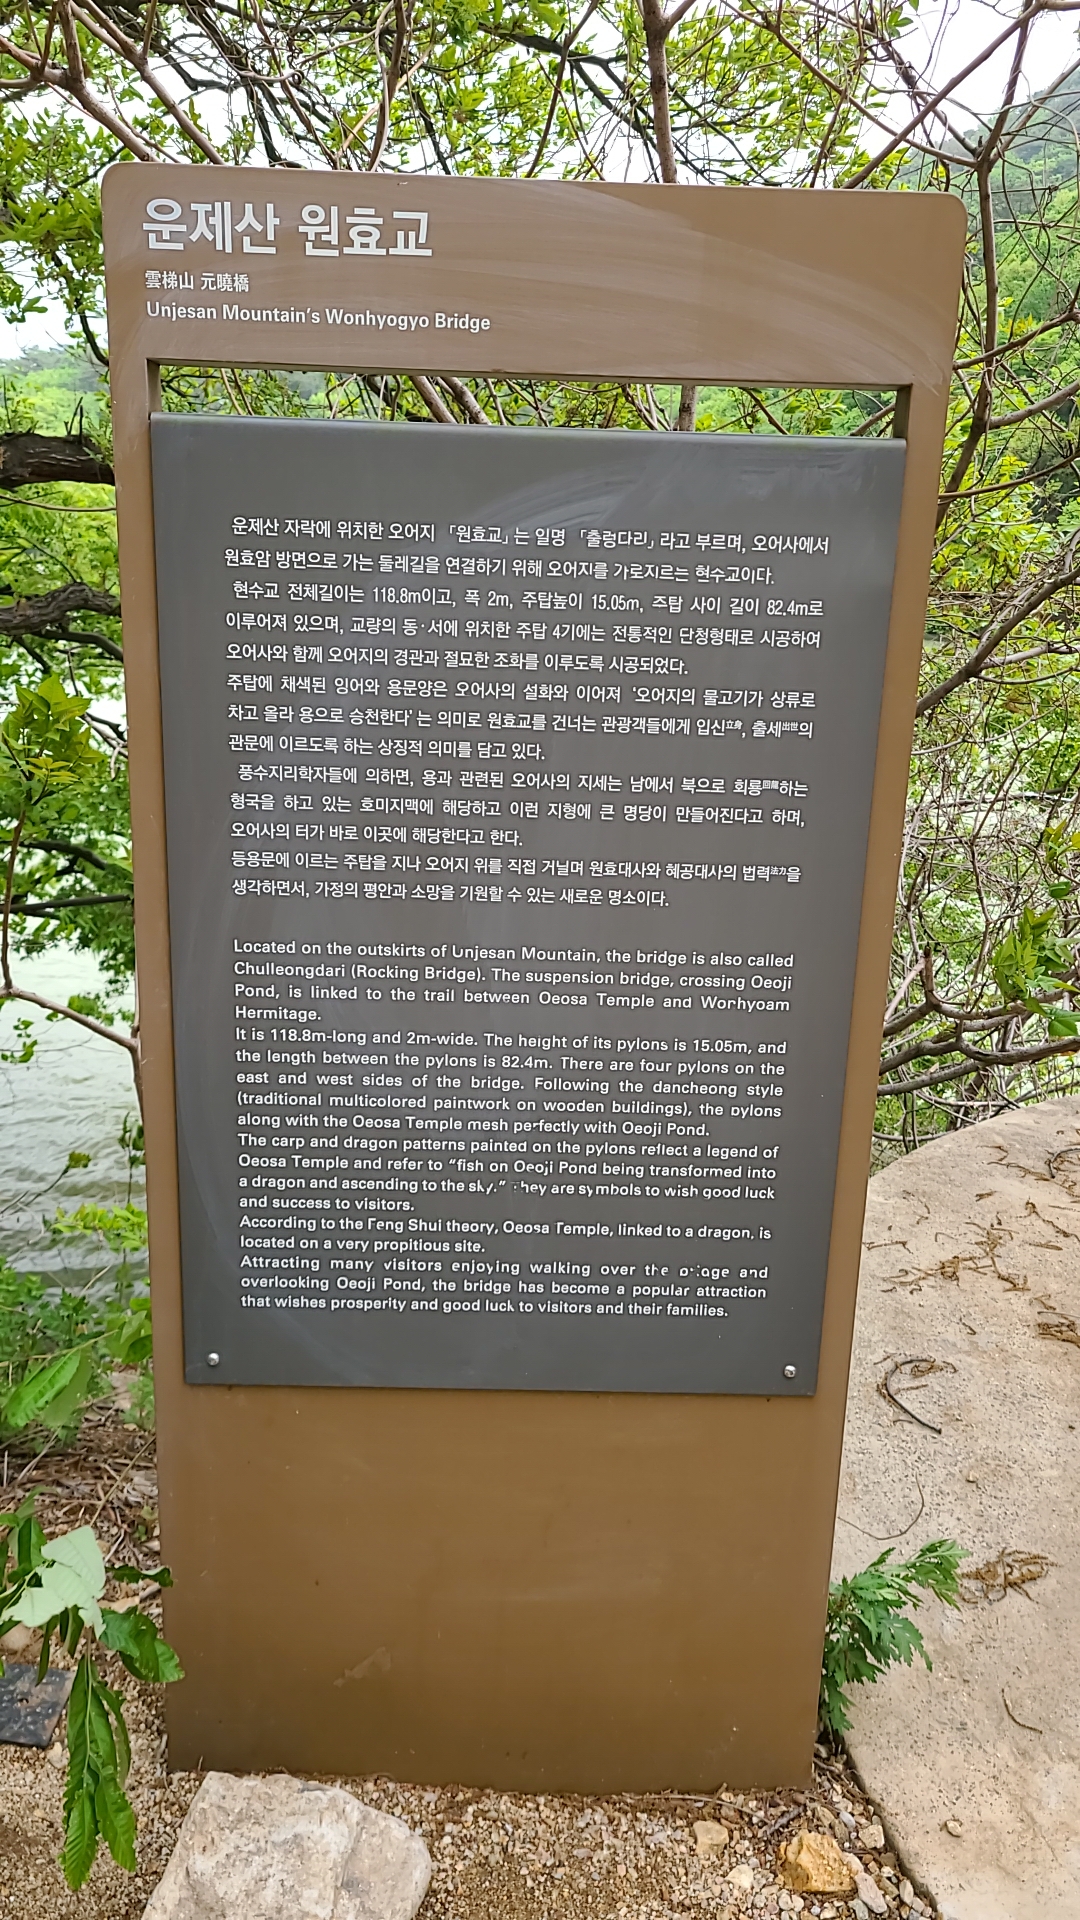 운제산 원효교
雲梯山 元曉橋
Unjesan Mountain's Wonhyogyo Bridge
운제산 자락에 위치한 오어지 「원효교」는 일명 「출렁다리」라고 부르며, 오어사에서
원효암 방면으로 가는 둘레길을 연결하기 위해 오어지를 가로지르는 현수교이다.
현수교 전체길이는 118.8m이고, 폭 2m, 주탑높이 15.05m, 주탑 사이 길이 82.4m로
이루어져 있으며, 교량의 동·서에 위치한 주탑 4기에는 전통적인 단청형태로 시공하여
오어사와 함께 오어지의 경관과 절묘한 조화를 이루도록 시공되었다.
주탑에 채색된 잉어와 용문양은 오어사의 설화와 이어져 '오어지의 물고기가 상류로
차고 올라 용으로 승천한다'는 의미로 원효교를 건너는 관광객들에게 입신立身, 출세出世의
관문에 이르도록 하는 상징적 의미를 담고 있다.
풍수지리학자들에 의하면, 용과 관련된 오어사의 지세는 남에서 북으로 회룡回龍하는
형국을 하고 있는 호미지맥에 해당하고 이런 지형에 큰 명당이 만들어진다고 하며,
오어사의 터가 바로 이곳에 해당한다고 한다.
등용문에 이르는 주탑을 지나 오어지 위를 직접 거닐며 원효대사와 혜공대사의 법력法力을
생각하면서, 가정의 평안과 소망을 기원할 수 있는 새로운 명소이다.
Located on the outskirts of Unjesan Mountain, the bridge is also called
Chulleongdari (Rocking Bridge). The suspension bridge, crossing Oeoji
Pond, is linked to the trail between Oeosa Temple and Wonhyoam
Hermitage.
It is 118.8m-long and 2m-wide. The height of its pylons is 15.05m, and
the length between the pylons is 82.4m. There are four pylons on the
east and west sides of the bridge. Following the dancheong style
(traditional multicolored paintwork on wooden buildings), the pylons
along with the Oeosa Temple mesh perfectly with Oeoji Pond.
The carp and dragon patterns painted on the pylons reflect a legend of
Oeosa Temple and refer to "fish on Oeoji Pond being transformed into
a dragon and ascending to the sky." They are symbols to wish good luck
and success to visitors.
According to the Feng Shui theory, Oeosa Temple, linked to a dragon, is
located on a very propitious site.
Attracting many visitors enjoying walking over the bridge and
overlooking Oeoji Pond, the bridge has become a popular attraction
that wishes prosperity and good luck to visitors and their families.